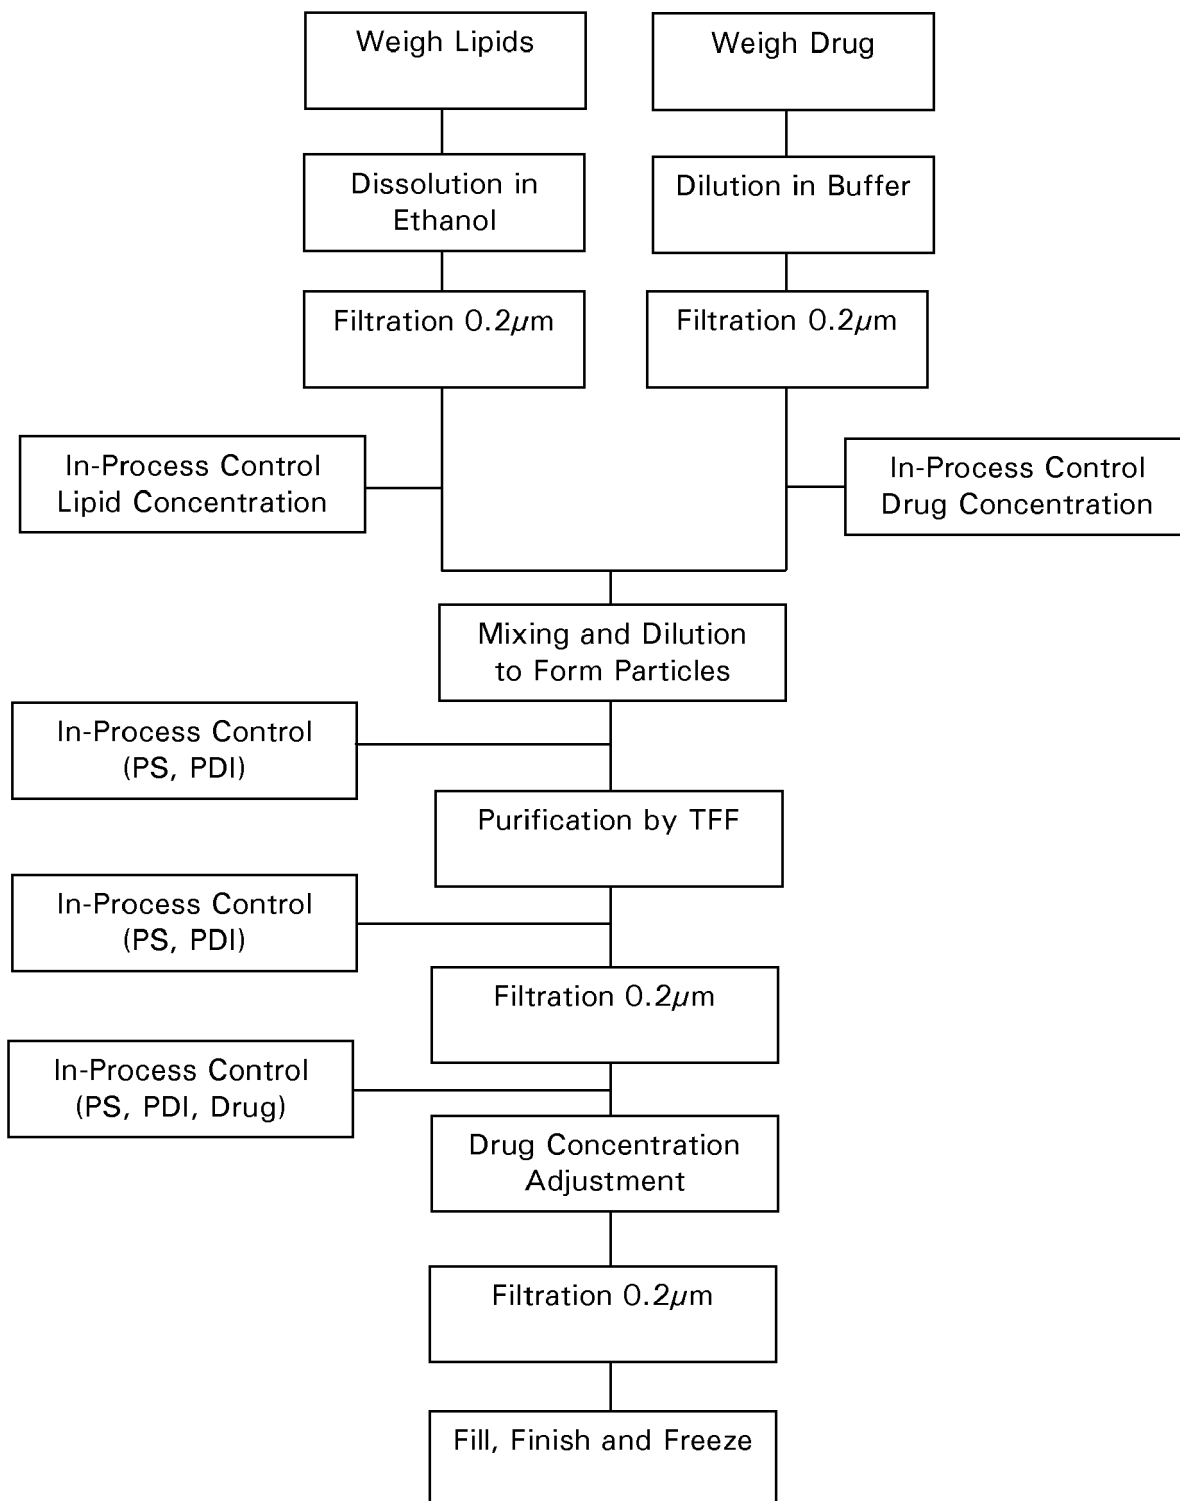 Weigh Lipids
Weigh Drug
Dissolution in
Ethanol
Dilution in Buffer
Filtration 0.2μm
Filtration 0.2μm
In-Process Control
Lipid Concentration
In-Process Control
Drug Concentration
Mixing and Dilution
to Form Particles
In-Process Control
(PS, PDI)
Purification by TFF
In-Process Control
(PS, PDI)
Filtration 0.2μm
In-Process Control
(PS, PDI, Drug)
Drug Concentration
Adjustment
Filtration 0.2μm
Fill, Finish and Freeze